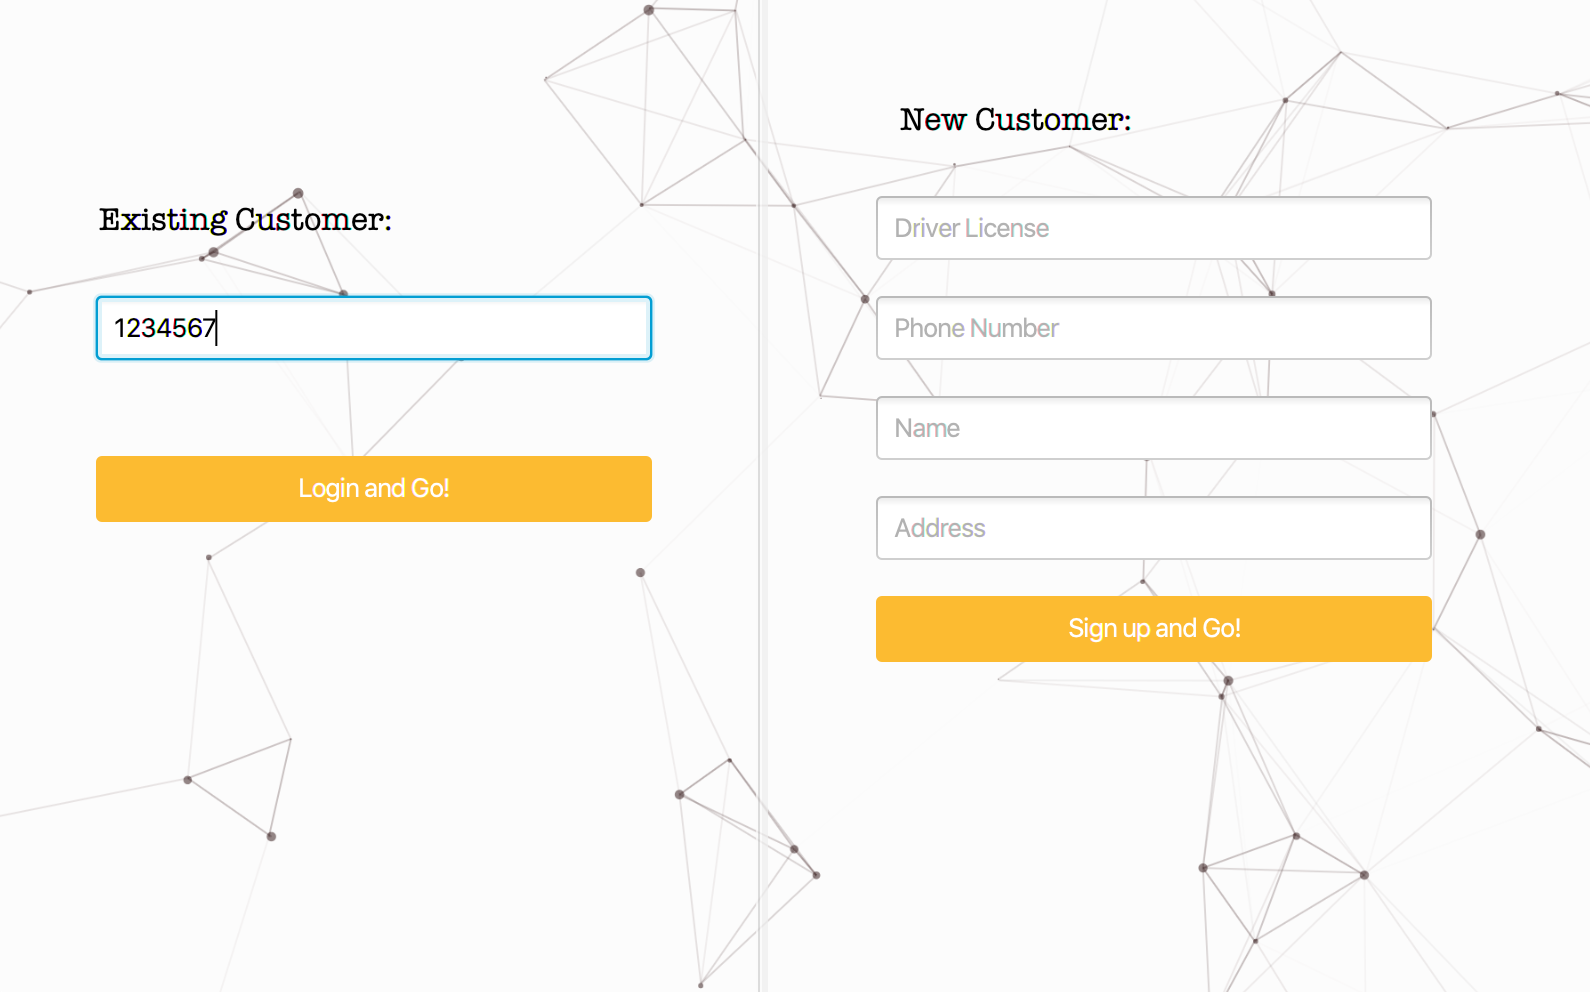 Existing Customer:
1234567
Login and Go!
New Customer:
Driver License
Phone Number
Name
Address
Sign up and Go!